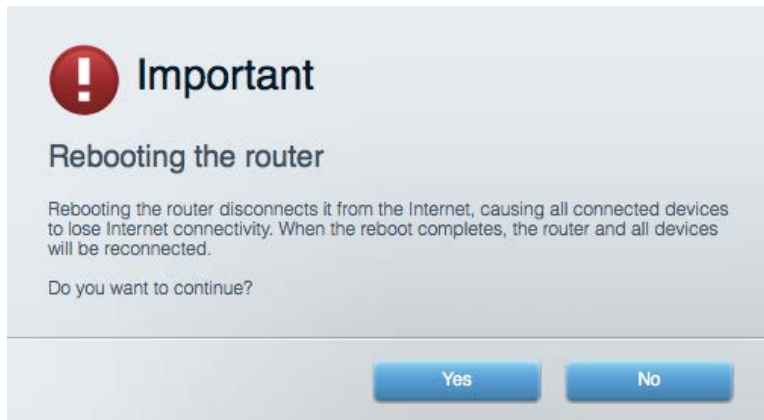 Important
Rebooting the router
Rebooting the router disconnects it from the Internet, causing all connected devices
to lose Internet connectivity. When the reboot completes, the router and all devices
will be reconnected.
Do you want to continue?
Yes No